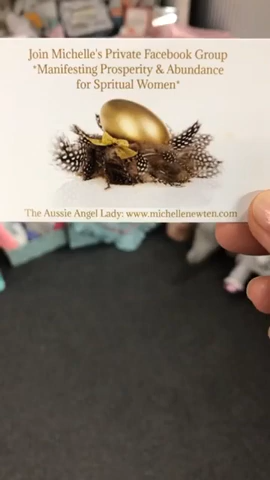 Join Michelle's Private Facebook Group
*Manifesting Prosperity & Abundance
for Spritual Women*
The Aussie Angel Lady: www.michellenewten.com